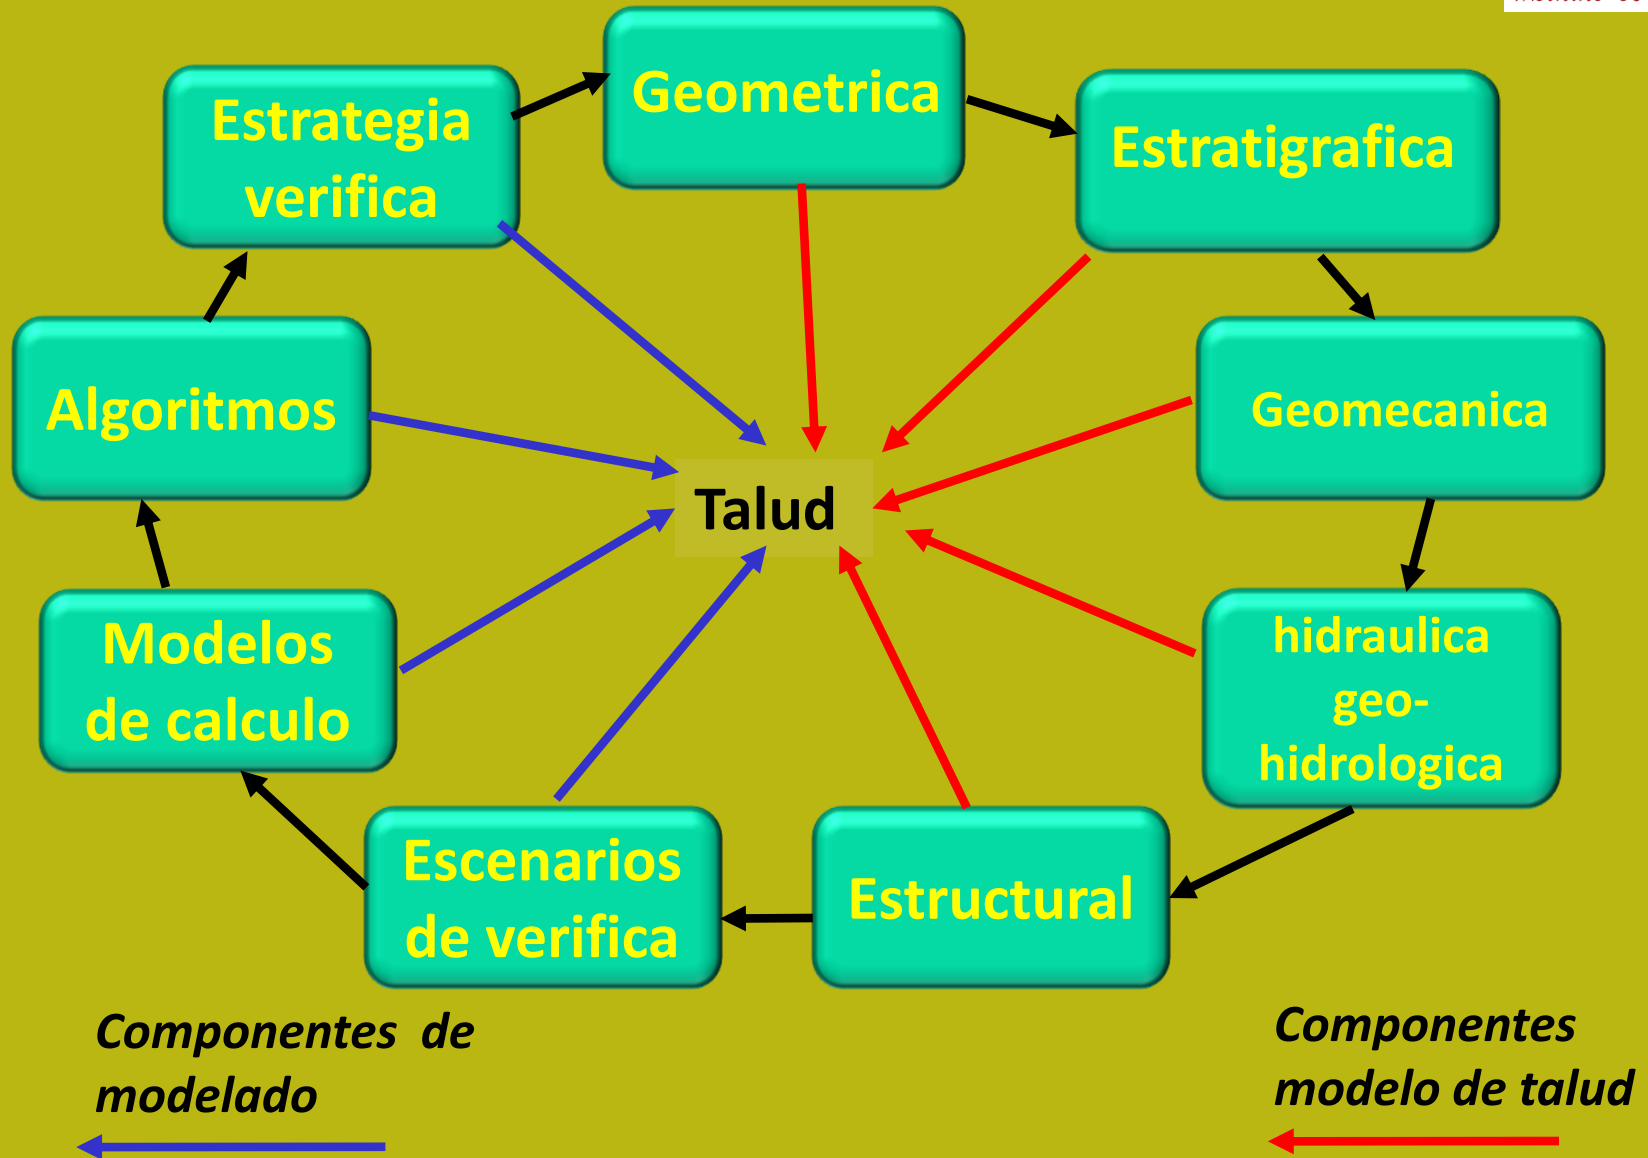 Geometrica
Estrategia
verifica
Estratigrafica
Algoritmos
Geomecanica
Talud
Modelos
de calculo
hidraulica
geo-
hidrologica
Escenarios
de verifica
Estructural
Componentes de
modelado
Componentes
modelo de talud